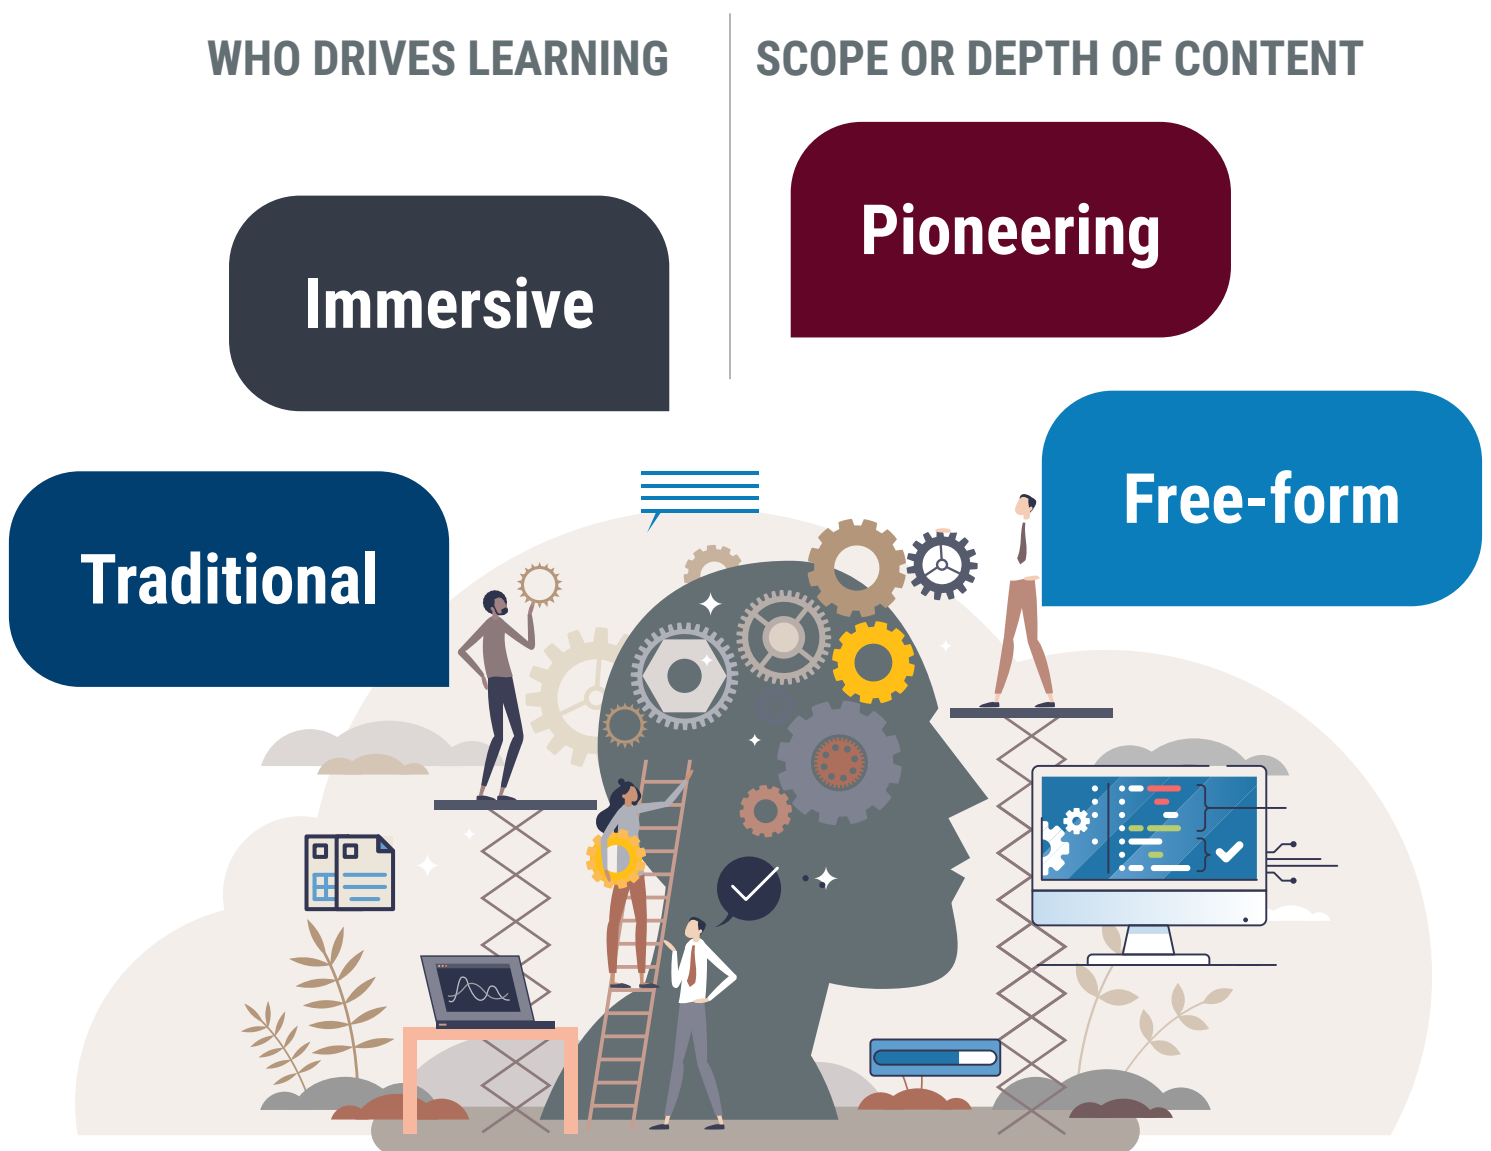 WHO DRIVES LEARNING
SCOPE OR DEPTH OF CONTENT
Immersive
Traditional
Pioneering
Free-form